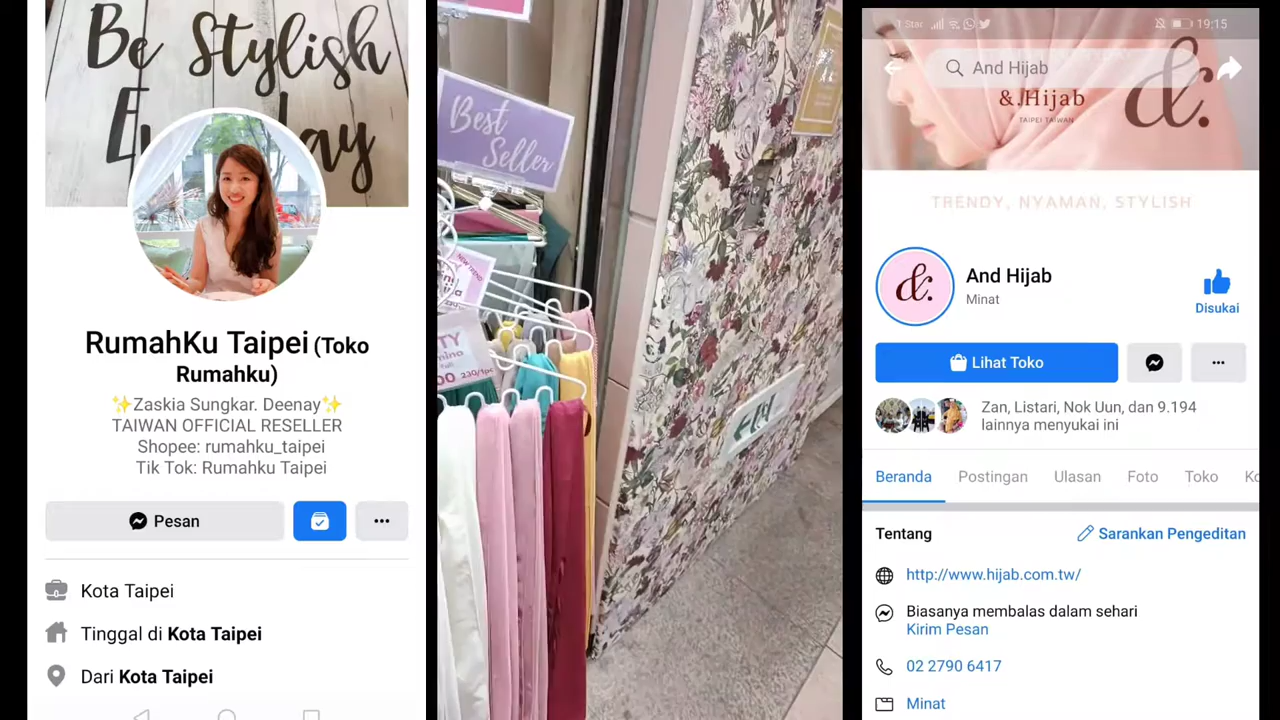 Be Stylish
RumahKu Taipei (Toko
Rumahku)
✨Zaskia Sungkar. Deenay✨
TAIWAN OFFICIAL RESELLER
Shopee: rumahku_taipei
Tik Tok: Rumahku Taipei
Pesan
Kota Taipei
Tinggal di Kota Taipei
Dari Kota Taipei
Best
Seller
NEW TREND
230/1pc
19:15
And Hijab
&.Hijab
TAIPEI TAIWAN
&.
TRENDY, NYAMAN, STYLISH
&.
And Hijab
Minat
Disukai
Lihat Toko
Zan, Listari, Nok Uun, dan 9.194
lainnya menyukai ini
Beranda
Postingan
Ulasan
Foto
Toko
Tentang
Sarankan Pengeditan
http://www.hijab.com.tw/
Biasanya membalas dalam sehari
Kirim Pesan
02 2790 6417
Minat